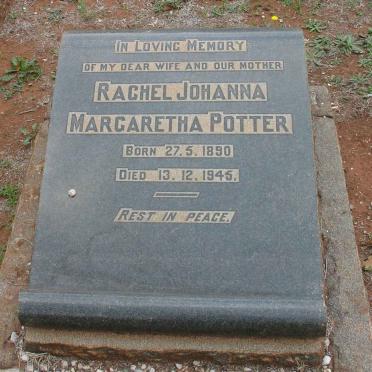 In Loving Memory
of my dear wife and our mother
Rachel Johanna
Margaretha Potter
Born 27.5.1890
Died 13.12.1945.
Rest in peace.